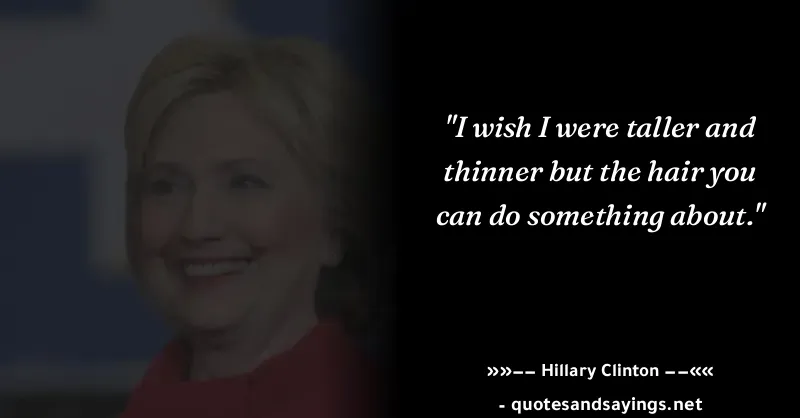 "I wish I were taller and
thinner but the hair you
can do something about."
»»–– Hillary Clinton ––««
- quotesandsayings.net